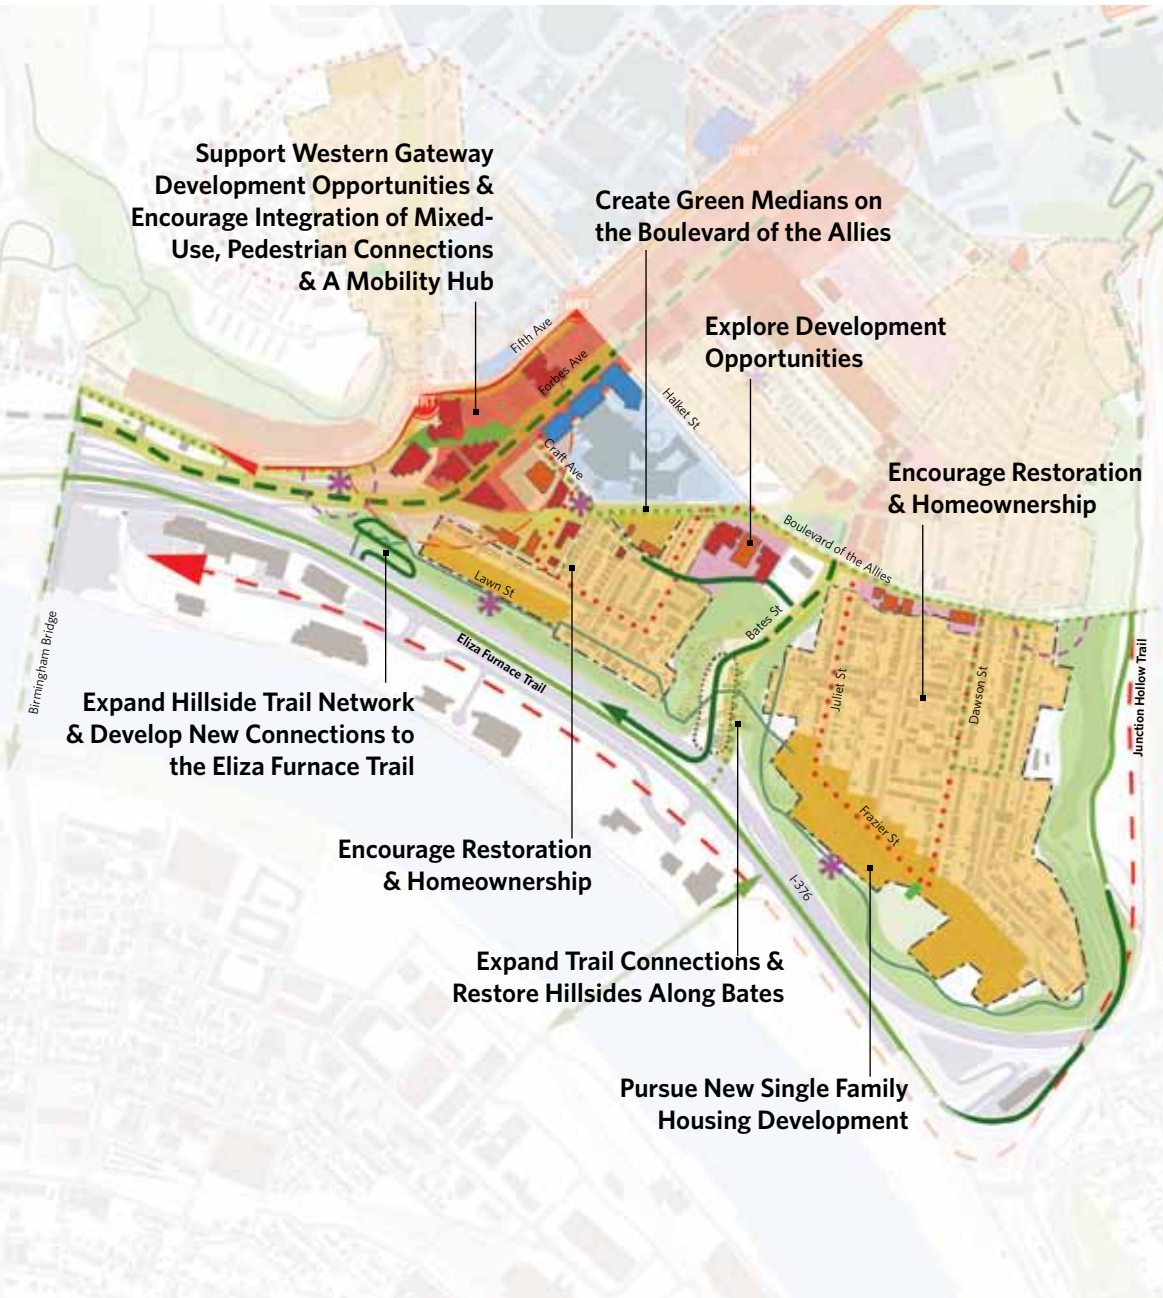 Support Western Gateway
Development Opportunities &
Encourage Integration of Mixed-
Use, Pedestrian Connections
& A Mobility Hub
Create Green Medians on
the Boulevard of the Allies
Explore Development
Opportunities
Encourage Restoration
& Homeownership
BRT
BRT
BRT
Fifth Ave
Forbes Ave
Halket St
Craft Ave
Boulevard of the Allies
Lawn St
Bates St
Eliza Furnace Trail
Birmingham Bridge
Juliet St
Dawson St
Junction Hollow Trail
Expand Hillside Trail Network
& Develop New Connections to
the Eliza Furnace Trail
Frazier St
Encourage Restoration
& Homeownership
I-376
Expand Trail Connections &
Restore Hillsides Along Bates
Pursue New Single Family
Housing Development